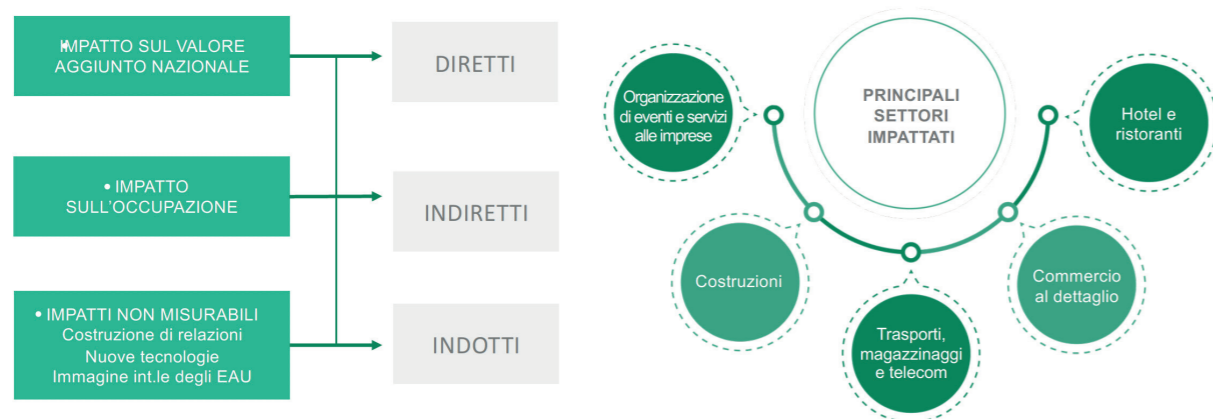 • IMPATTO SUL VALORE
AGGIUNTO NAZIONALE
• IMPATTO
SULL'OCCUPAZIONE
• IMPATTI NON MISURABILI
Costruzione di relazioni
Nuove tecnologie
Immagine int.le degli EAU
DIRETTI
INDIRETTI
INDOTTI
PRINCIPALI
SETTORI
IMPATTATI
Organizzazione
di eventi e servizi
alle imprese
Costruzioni
Trasporti,
magazzinaggi
e telecom
Commercio
al dettaglio
Hotel e
ristoranti